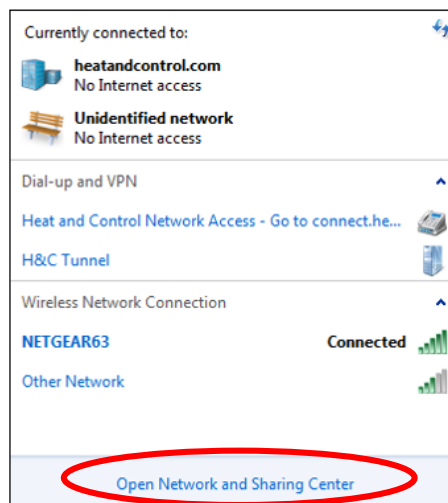 Currently connected to:
heatandcontrol.com
No Internet access
Unidentified network
No Internet access
Dial-up and VPN
Heat and Control Network Access - Go to connect.he...
H&C Tunnel
Wireless Network Connection
NETGEAR63 Connected
Other Network
Open Network and Sharing Center